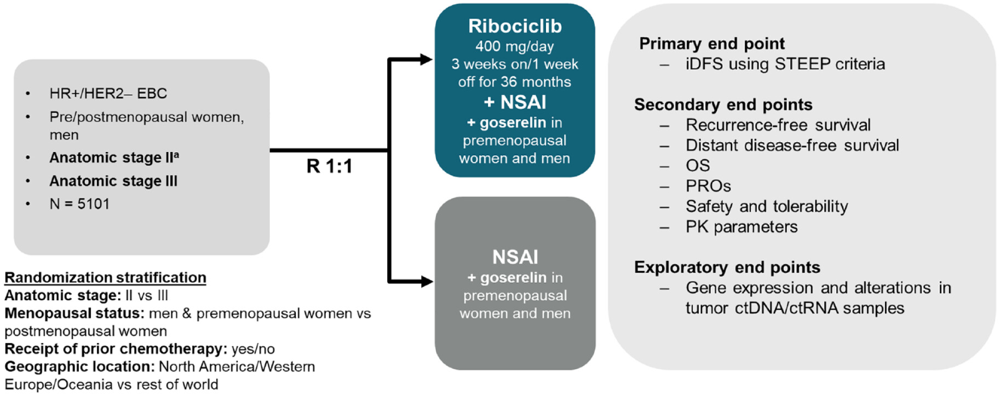 • HR+/HER2– EBC
• Pre/postmenopausal women,
men
• Anatomic stage IIᵃ
• Anatomic stage III
• N = 5101
Randomization stratification
Anatomic stage: II vs III
Menopausal status: men & premenopausal women vs
postmenopausal women
Receipt of prior chemotherapy: yes/no
Geographic location: North America/Western
Europe/Oceania vs rest of world
R 1:1
Ribociclib
400 mg/day
3 weeks on/1 week
off for 36 months
+ NSAI
+ goserelin in
premenopausal
women and men
NSAI
+ goserelin in
premenopausal
women and men
Primary end point
– iDFS using STEEP criteria
Secondary end points
– Recurrence-free survival
– Distant disease-free survival
– OS
– PROs
– Safety and tolerability
– PK parameters
Exploratory end points
– Gene expression and alterations in
tumor ctDNA/ctRNA samples